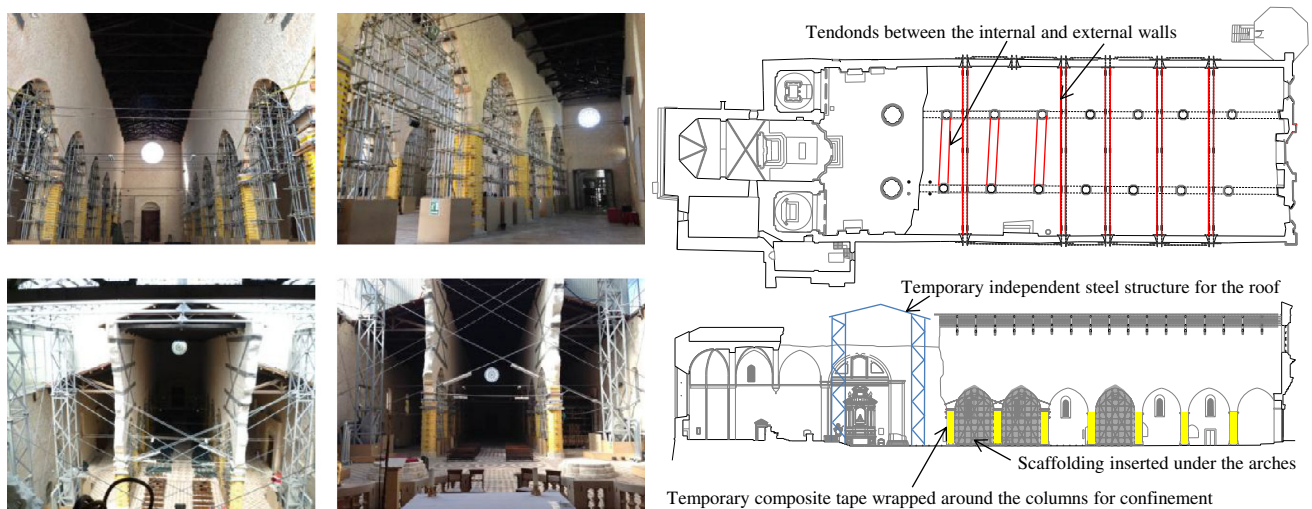 Tendonds between the internal and external walls
Temporary independent steel structure for the roof
Scaffolding inserted under the arches
Temporary composite tape wrapped around the columns for confinement